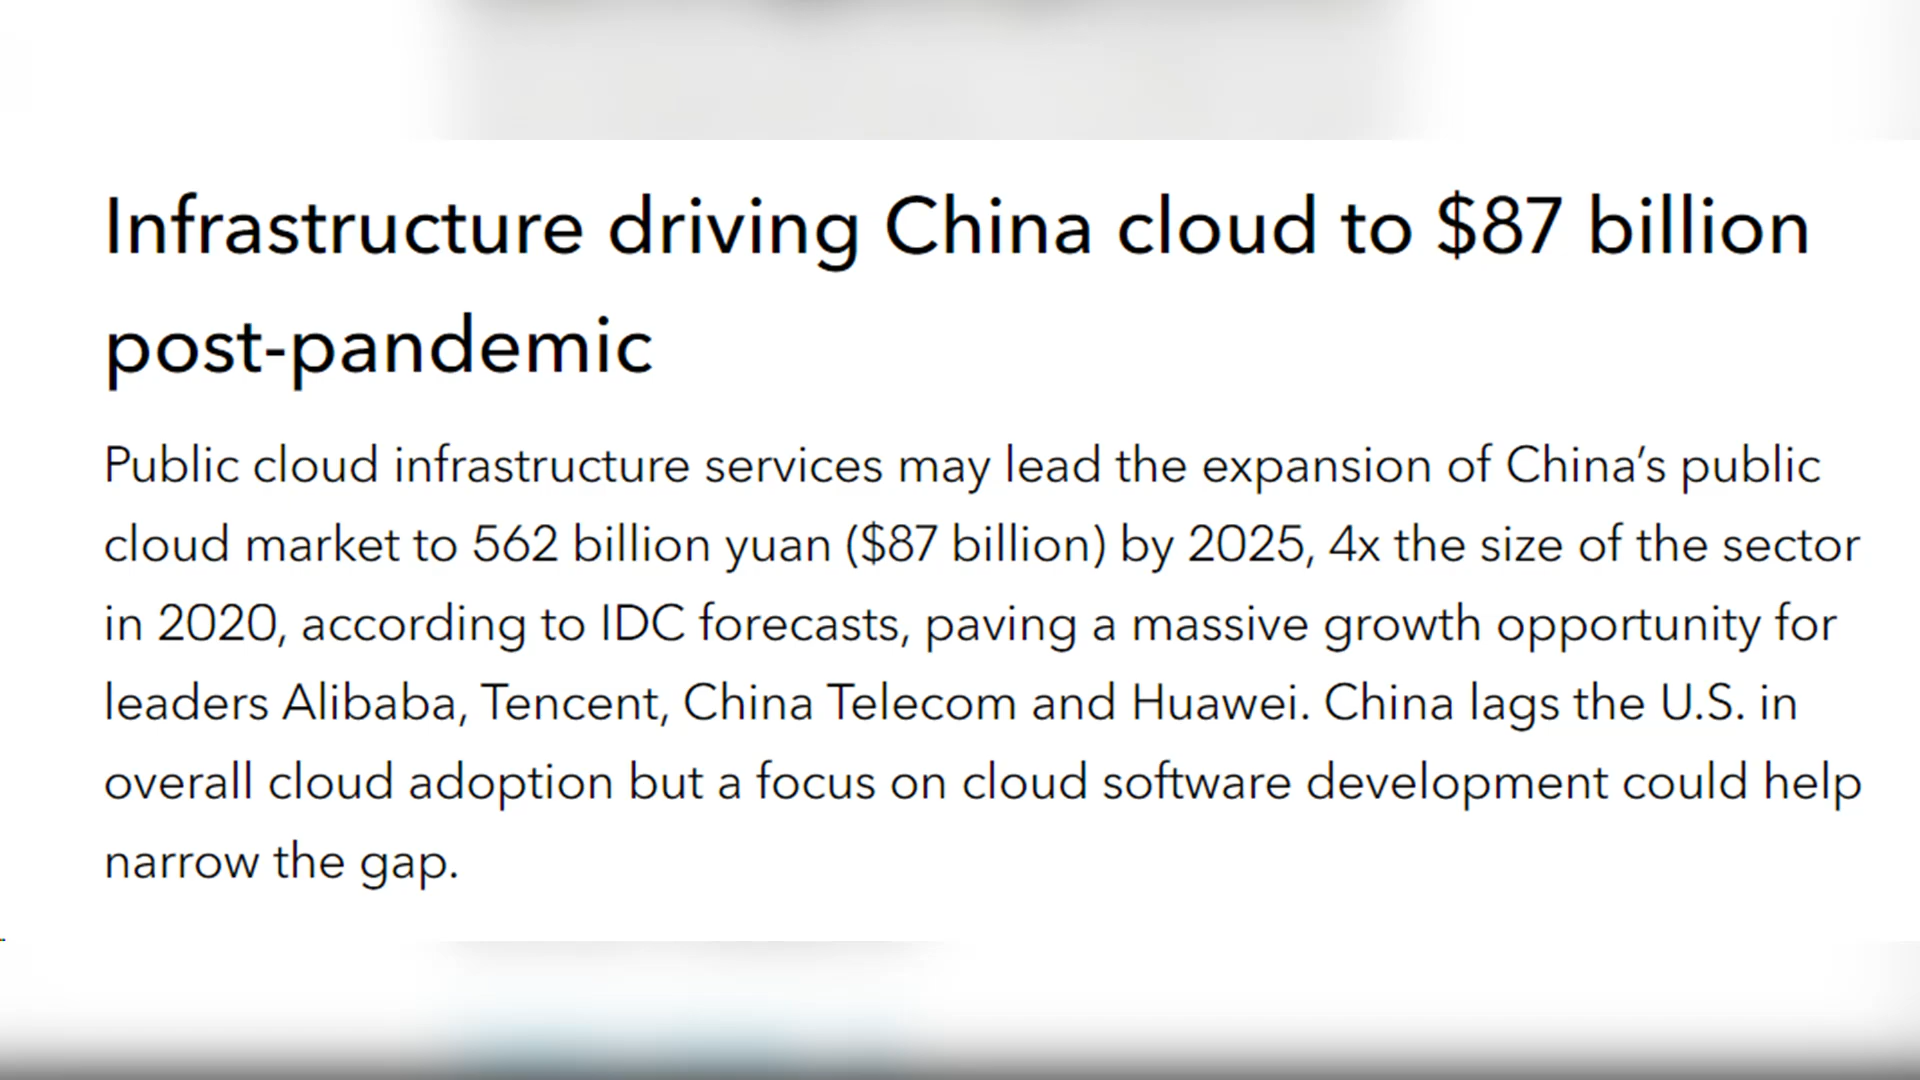 Infrastructure driving China cloud to $87 billion
post-pandemic
Public cloud infrastructure services may lead the expansion of China’s public
cloud market to 562 billion yuan ($87 billion) by 2025, 4x the size of the sector
in 2020, according to IDC forecasts, paving a massive growth opportunity for
leaders Alibaba, Tencent, China Telecom and Huawei. China lags the U.S. in
overall cloud adoption but a focus on cloud software development could help
narrow the gap.